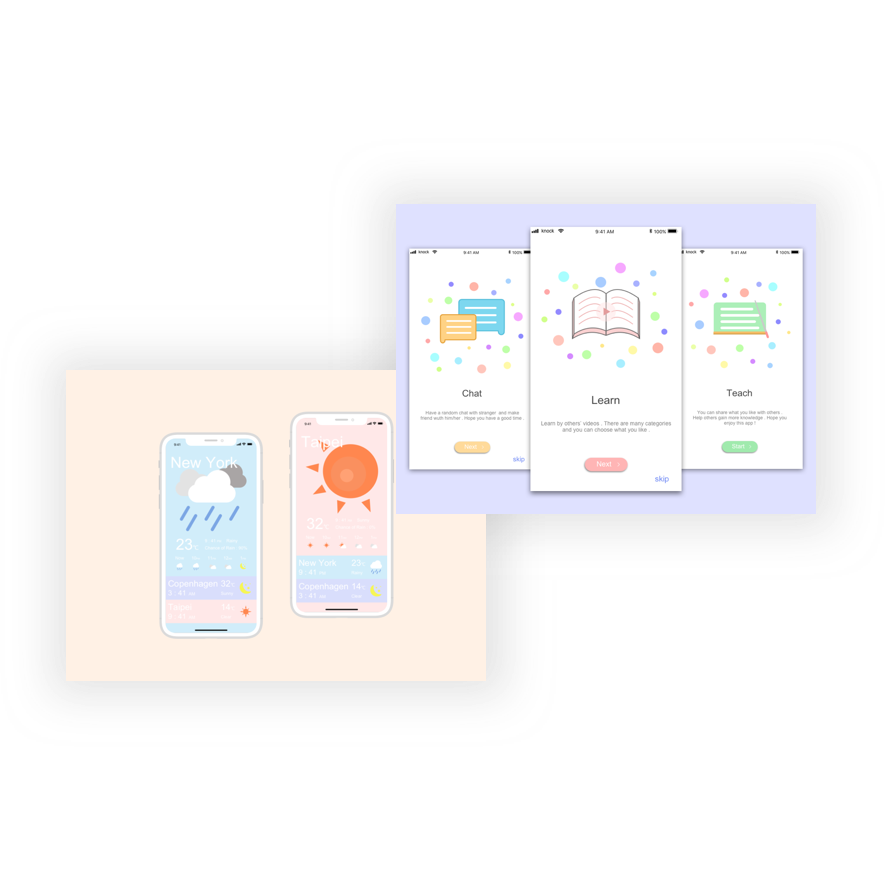 knock
9:41 AM
100%
Chat
Have a random chat with stranger and make
friend wuth him/her . Hope you have a good time .
Next
skip
knock
9:41 AM
100%
Learn
Learn by others' videos . There are many categories
and you can choose what you like .
Next
skip
knock
9:41 AM
100%
Teach
You can share what you like with others .
Help others gain more knowledge . Hope you
enjoy this app !
Start
9:41
New York
23°c
Copenhagen 32
3 : 41
Taipei 14
9 : 41
9:41
Taipei
32°c
New York 23
9 : 41
Copenhagen 14
3 : 41